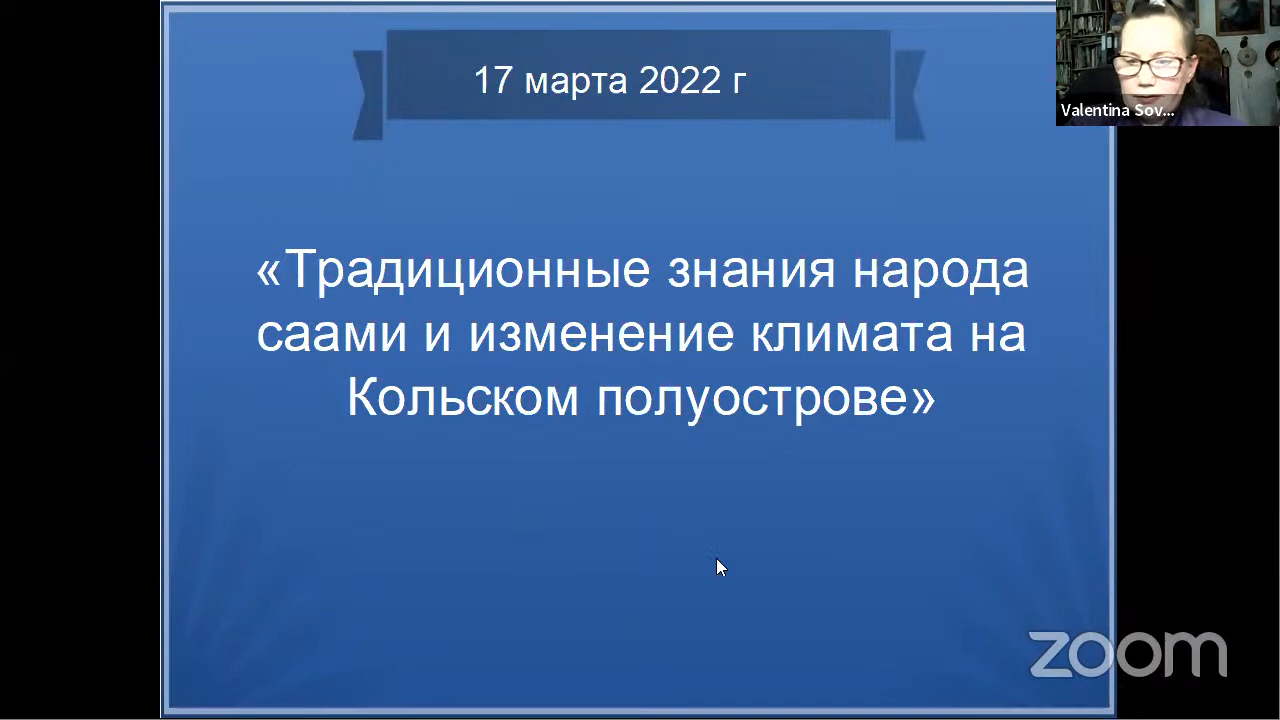 17 марта 2022 г
Valentina Sov...
«Традиционные знания народа
саами и изменение климата на
Кольском полуострове»
zoom